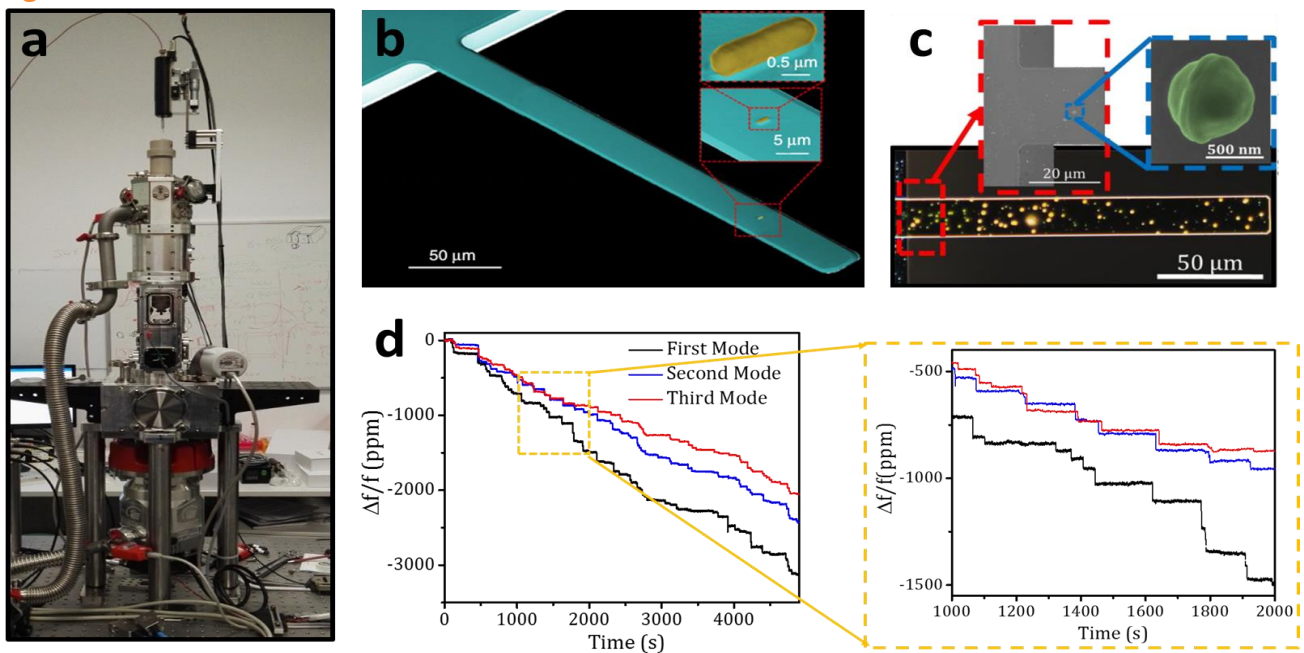 a
b
0.5 µm
5 µm
50 µm
c
20 µm
500 nm
50 µm
d
First Mode
Second Mode
Third Mode
0
-1000
-2000
-3000
Δf/f (ppm)
0 1000 2000 3000 4000
Time (s)
-500
-1000
-1500
Δf/f(ppm)
1000 1200 1400 1600 1800 2000
Time (s)